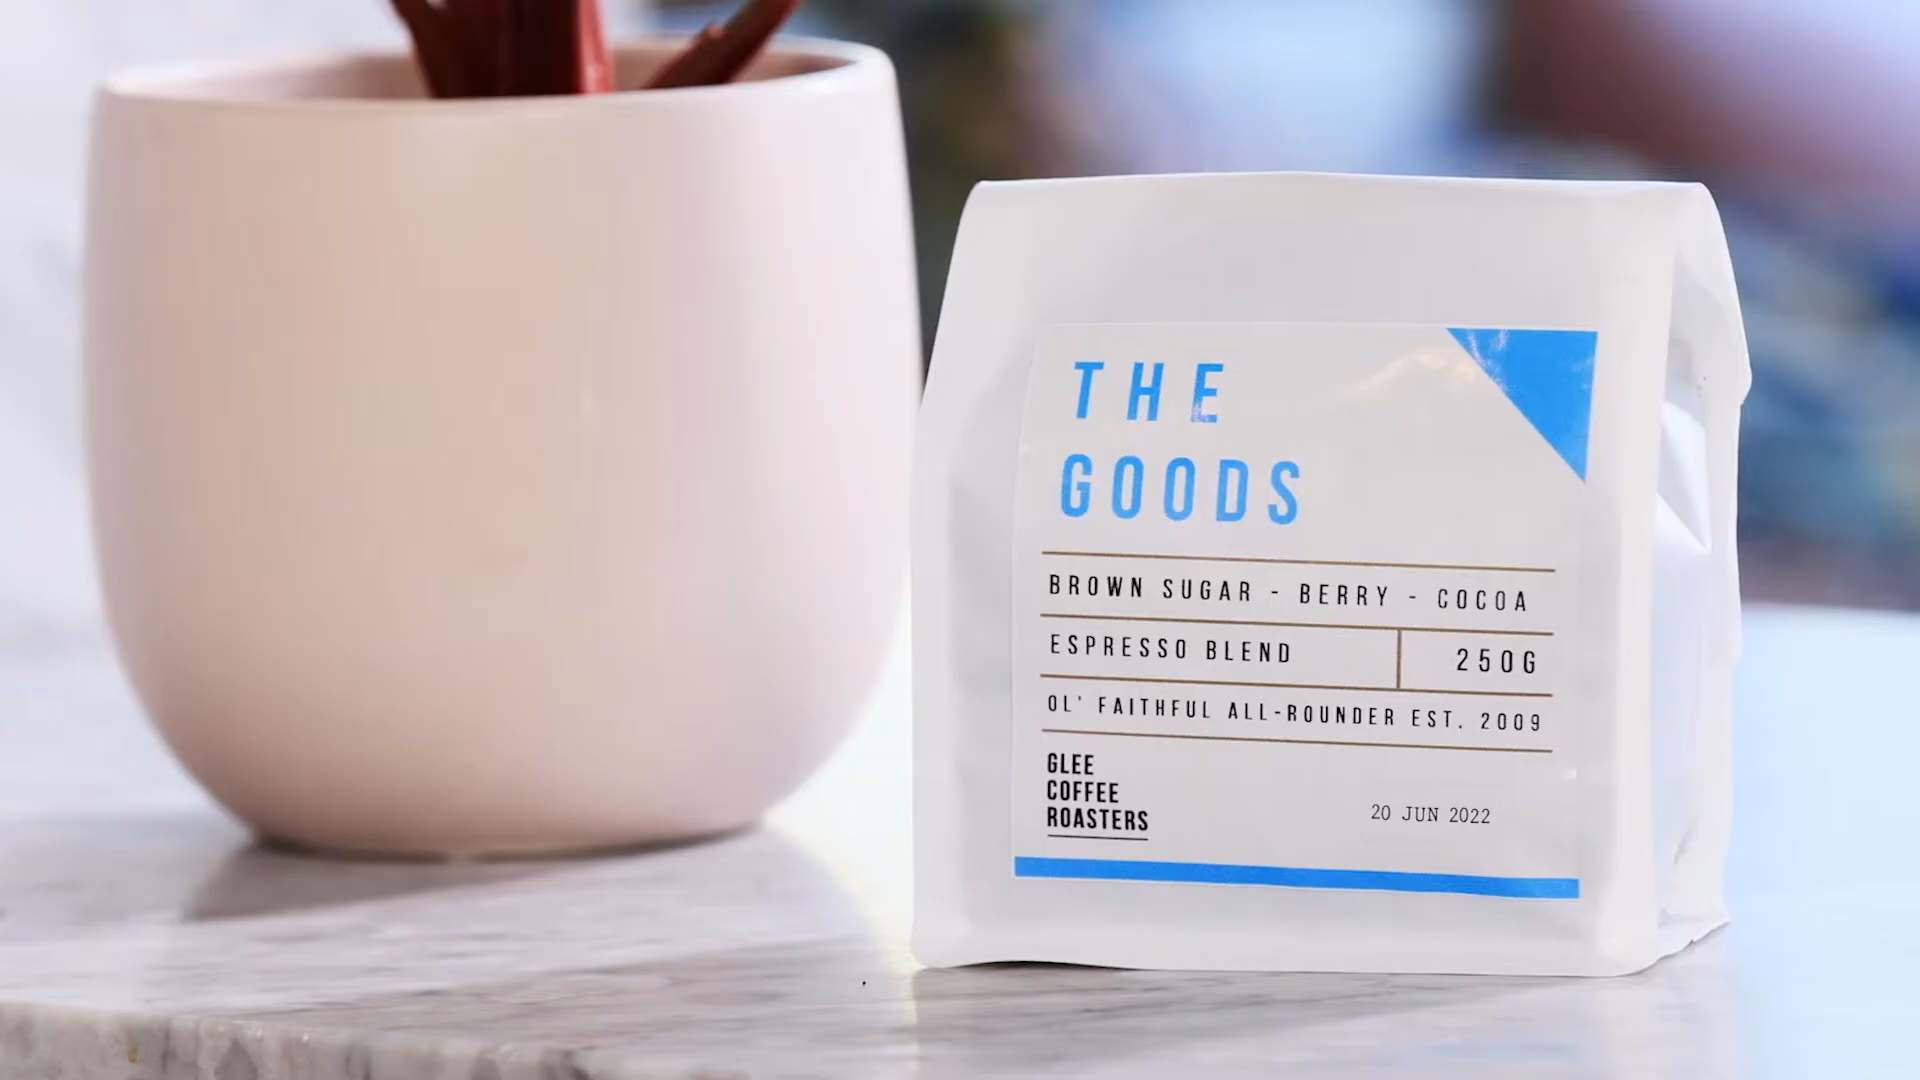 THE
GOODS
BROWN SUGAR - BERRY - COCOA
ESPRESSO BLEND
250G
OL' FAITHFUL ALL-ROUNDER EST. 2009
GLEE
COFFEE
ROASTERS
20 JUN 2022